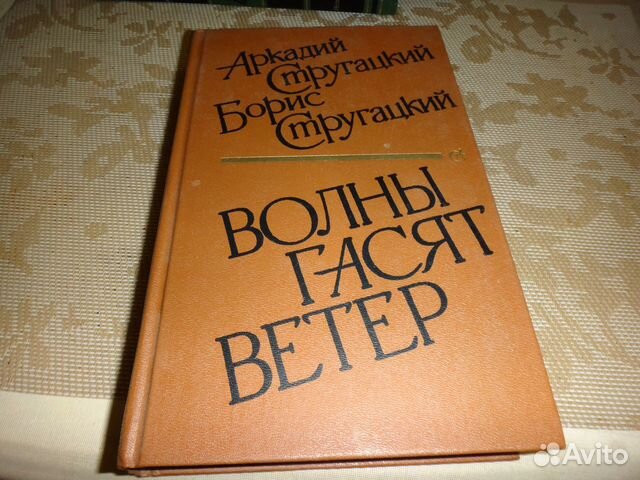 Аркадий
Стругацкий
Борис
Стругацкий
ВОЛНЫ
ГАСЯТ
ВЕТЕР
Avito